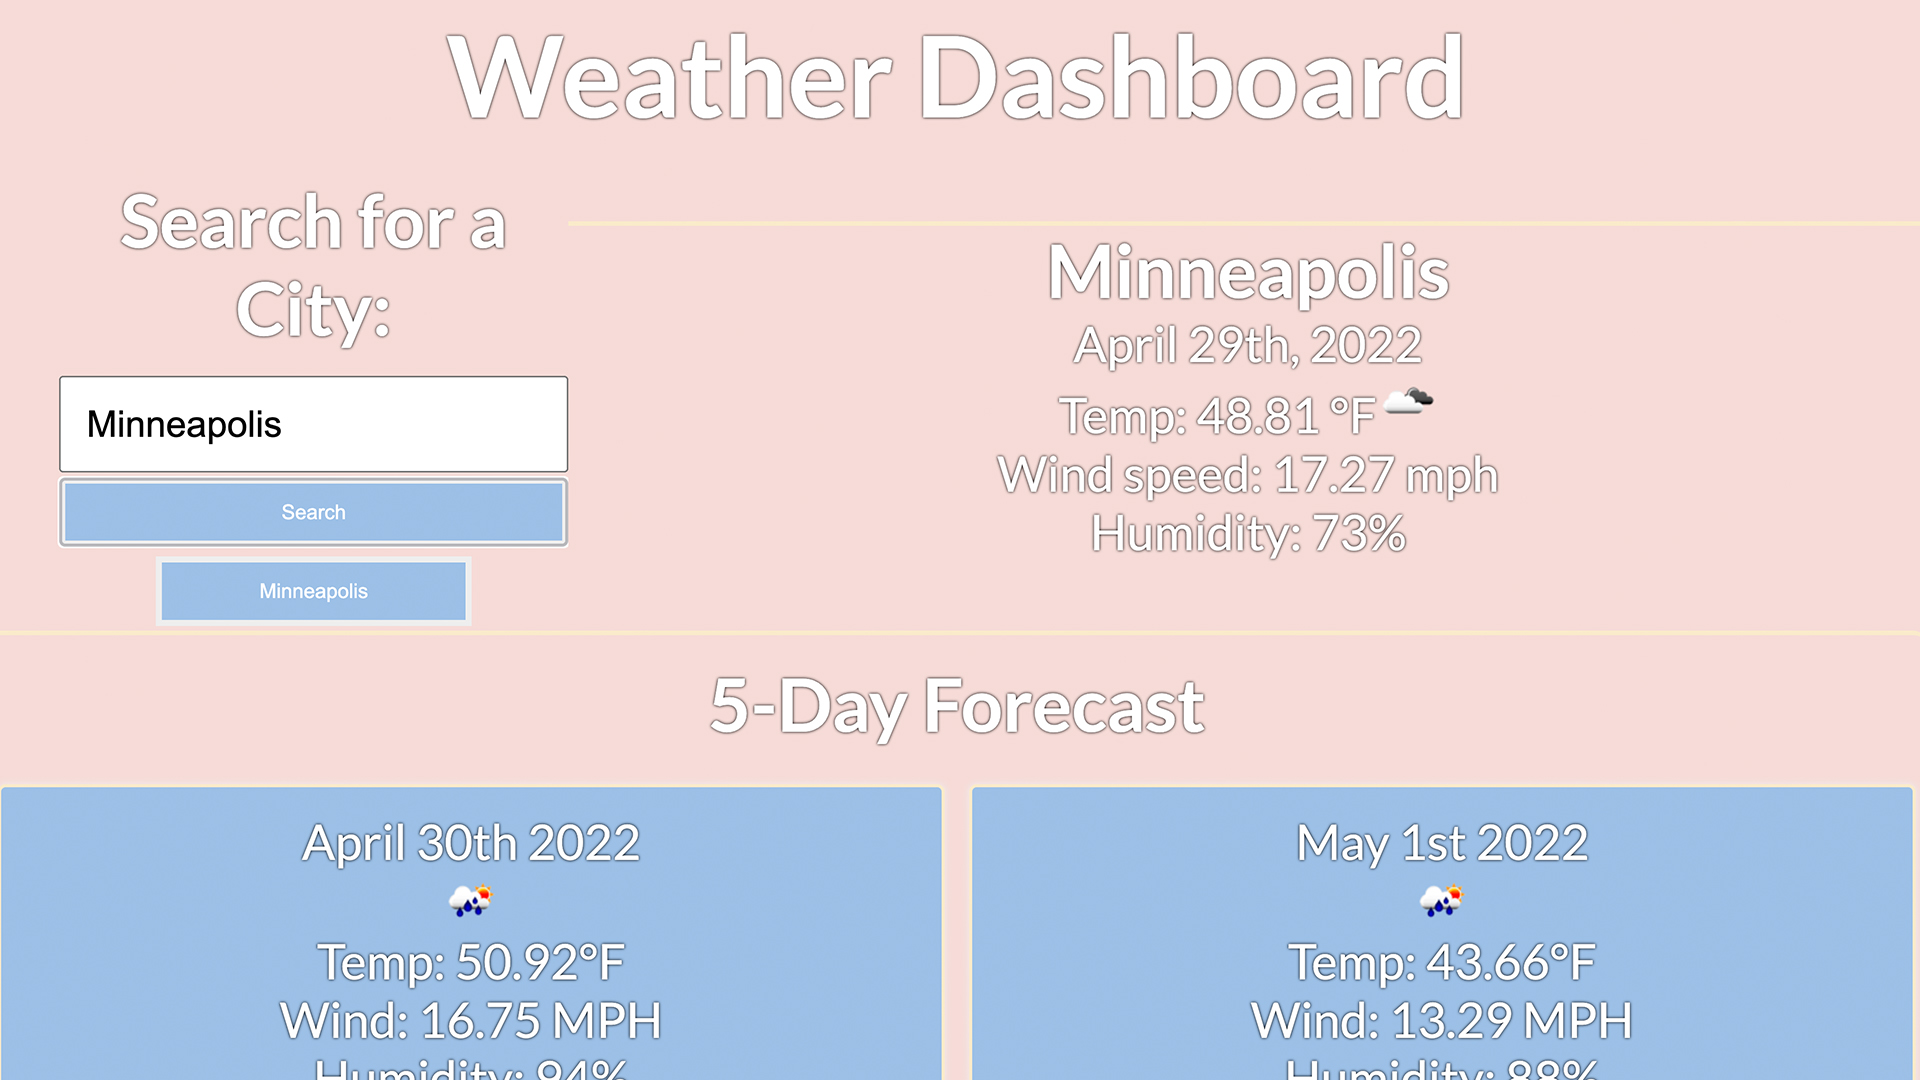 Weather Dashboard
Search for a
City:
Minneapolis
Search
Minneapolis
Minneapolis
April 29th, 2022
Temp: 48.81 °F
Wind speed: 17.27 mph
Humidity: 73%
5-Day Forecast
April 30th 2022
Temp: 50.92°F
Wind: 16.75 MPH
Humidity: 94%
May 1st 2022
Temp: 43.66°F
Wind: 13.29 MPH
Humidity: 88%